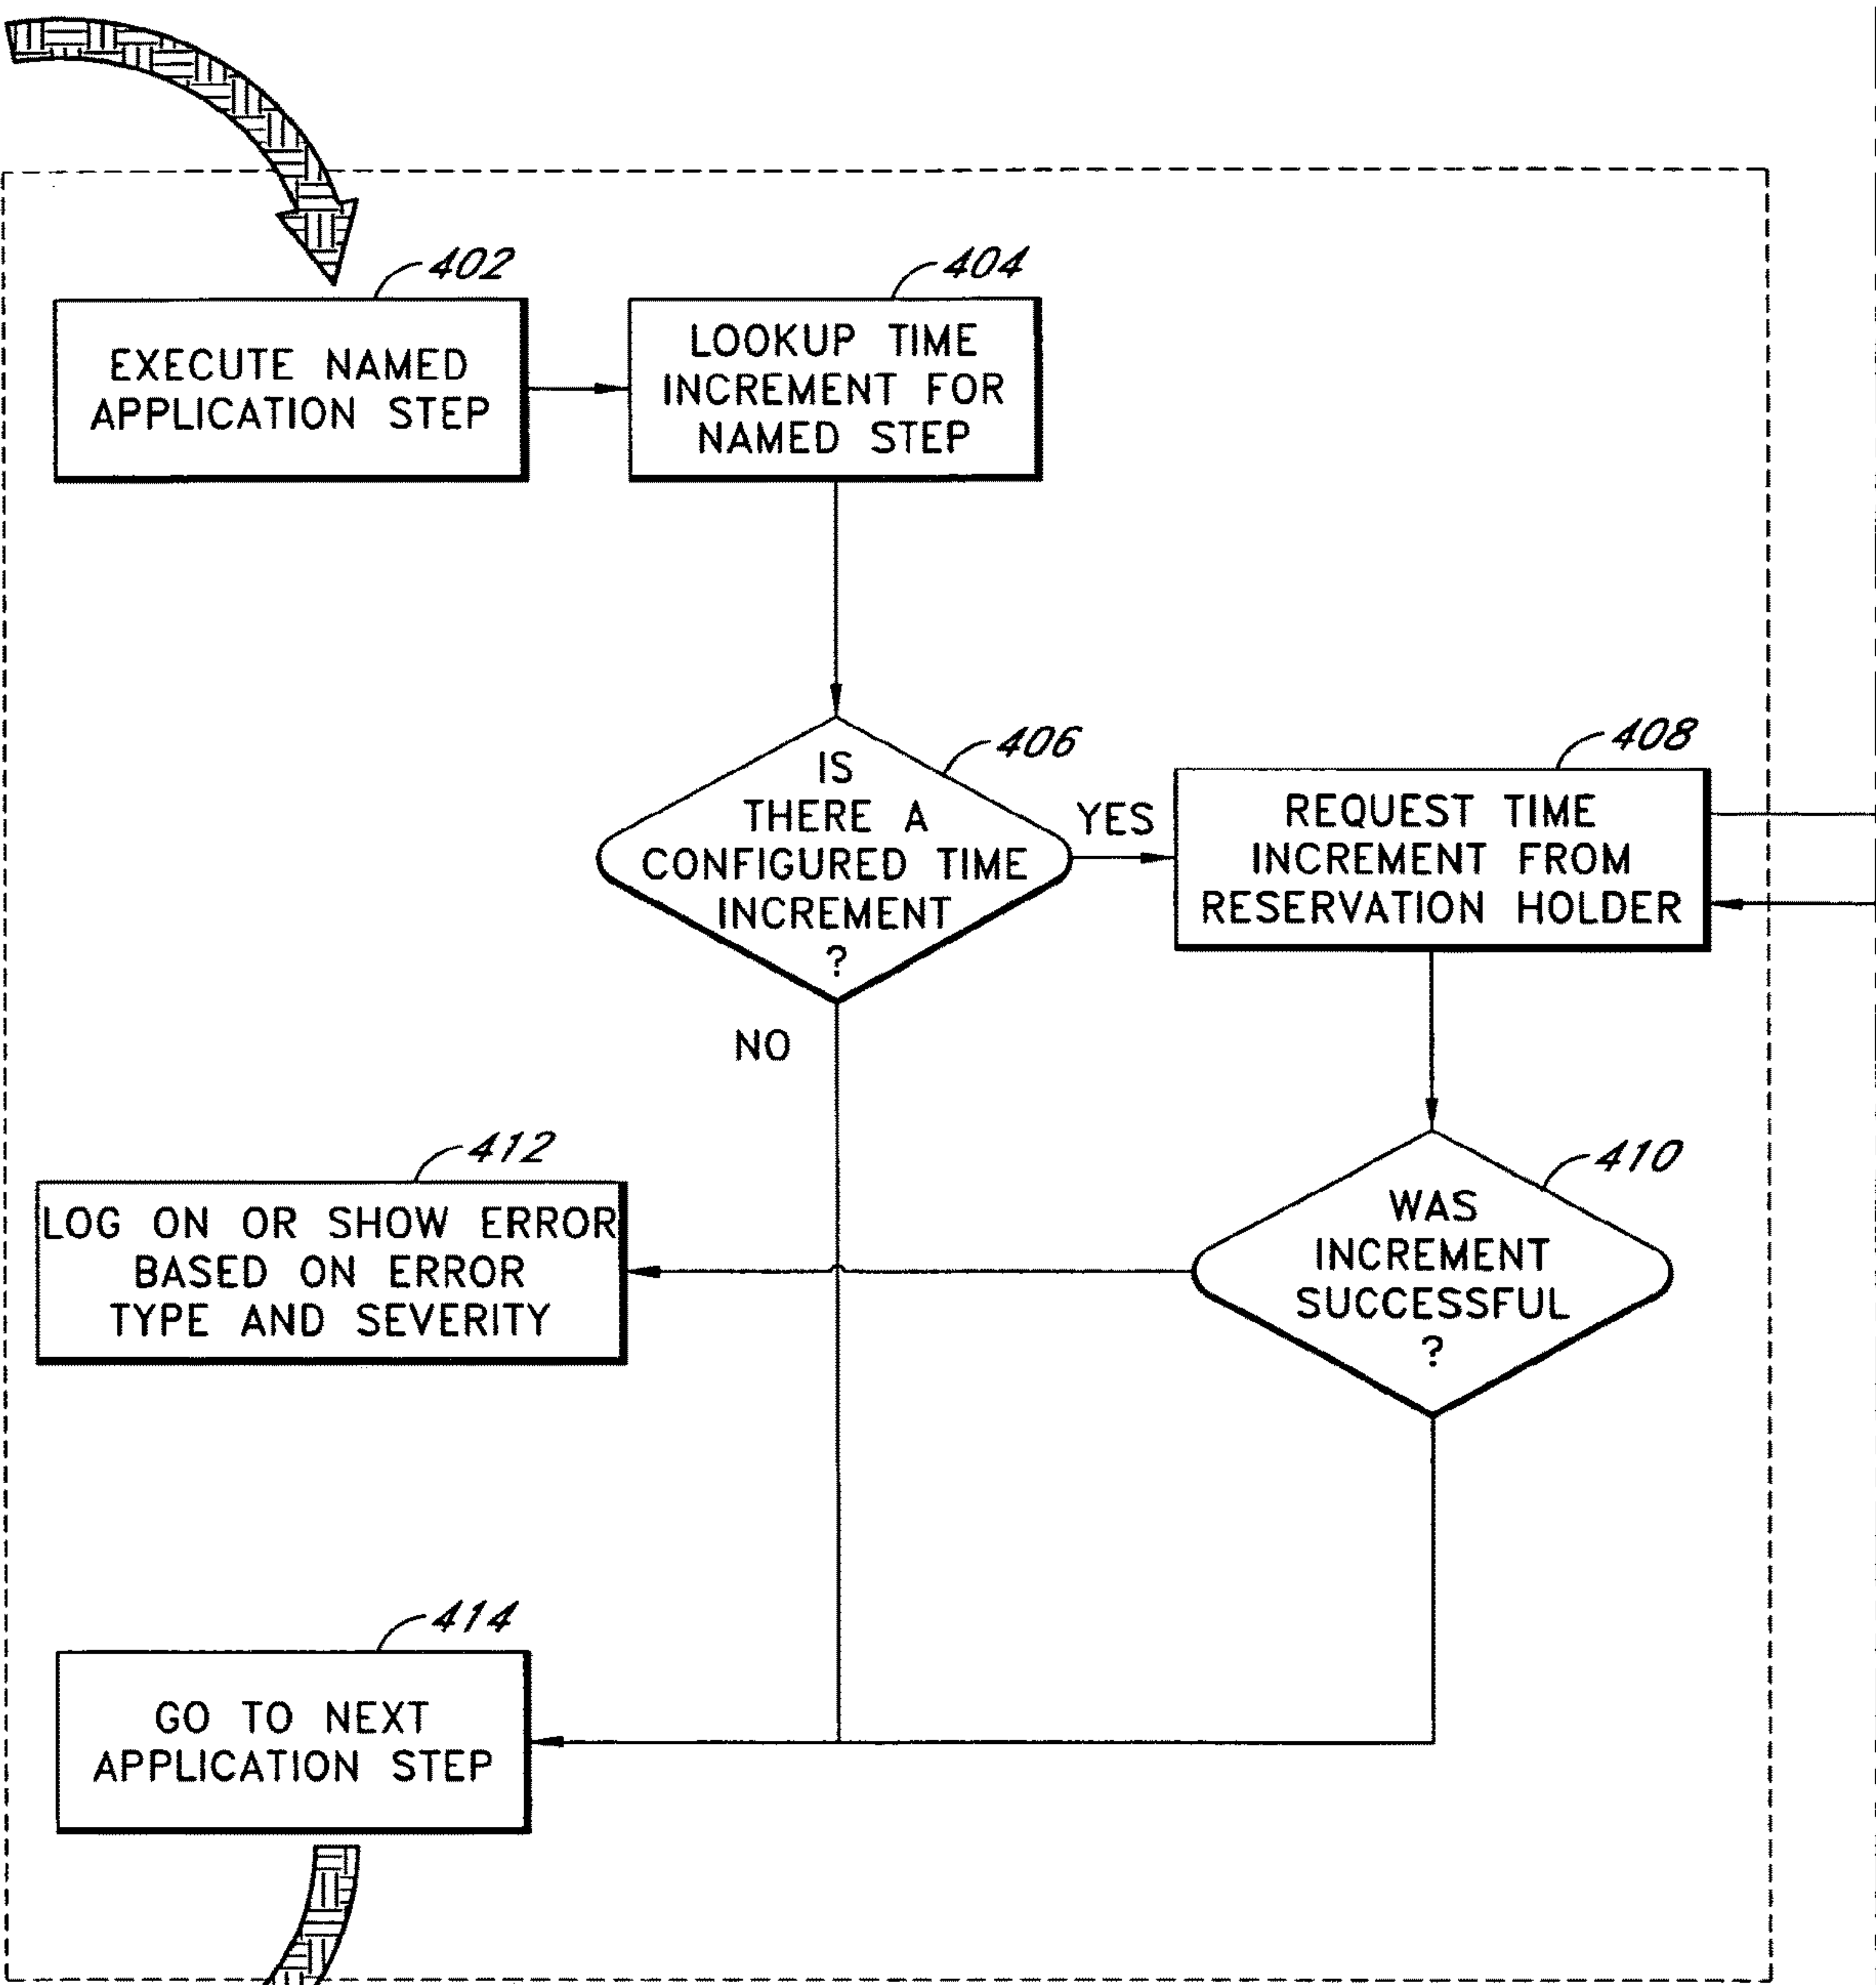 402
EXECUTE NAMED
APPLICATION STEP
404
LOOKUP TIME
INCREMENT FOR
NAMED STEP
406
IS
THERE A
CONFIGURED TIME
INCREMENT
?
YES
NO
408
REQUEST TIME
INCREMENT FROM
RESERVATION HOLDER
410
WAS
INCREMENT
SUCCESSFUL
?
412
LOG ON OR SHOW ERROR
BASED ON ERROR
TYPE AND SEVERITY
414
GO TO NEXT
APPLICATION STEP